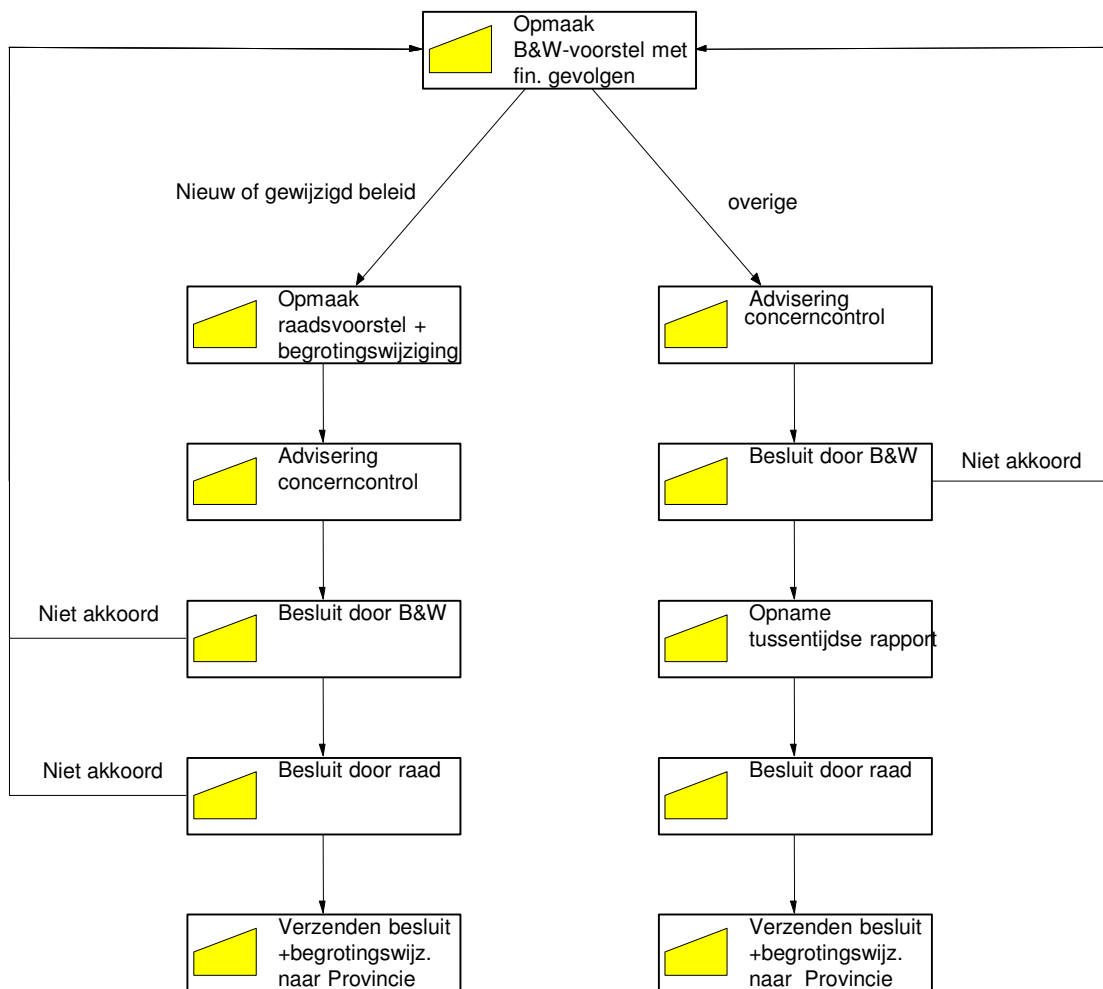 Opmaak
B&W-voorstel met
fin. gevolgen
Nieuw of gewijzigd beleid
overige
Opmaak
raadsvoorstel +
begrotingswijziging
Advisering
concerncontrol
Advisering
concerncontrol
Besluit door B&W
Niet akkoord
Niet akkoord
Besluit door B&W
Opname
tussentijdse rapport
Niet akkoord
Besluit door raad
Besluit door raad
Verzenden besluit
+begrotingswijz.
naar Provincie
Verzenden besluit
+begrotingswijz.
naar Provincie